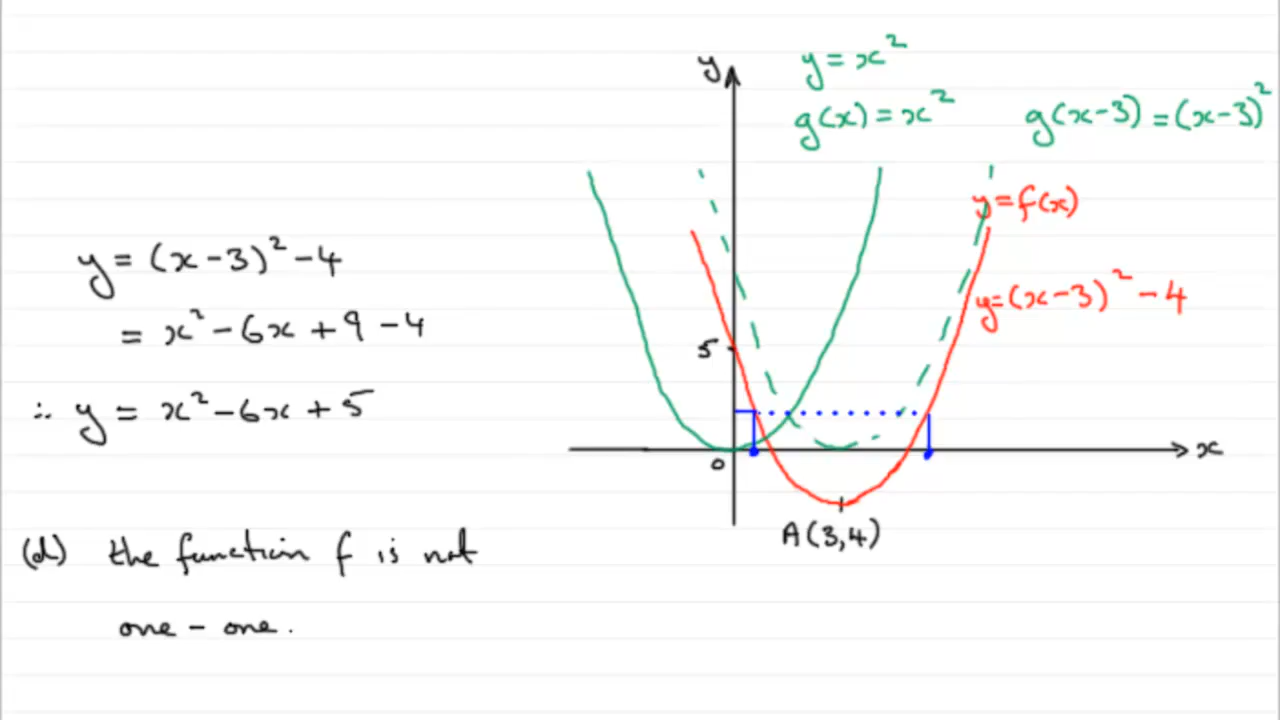 y = x²
g(x) = x²
g(x-3) = (x-3)²
y
y = f(x)
y = (x-3)² - 4
y = (x-3)² - 4
= x² - 6x + 9 - 4
∴ y = x² - 6x + 5
5
0
x
A (3,4)
(d) the function f is not
one - one.